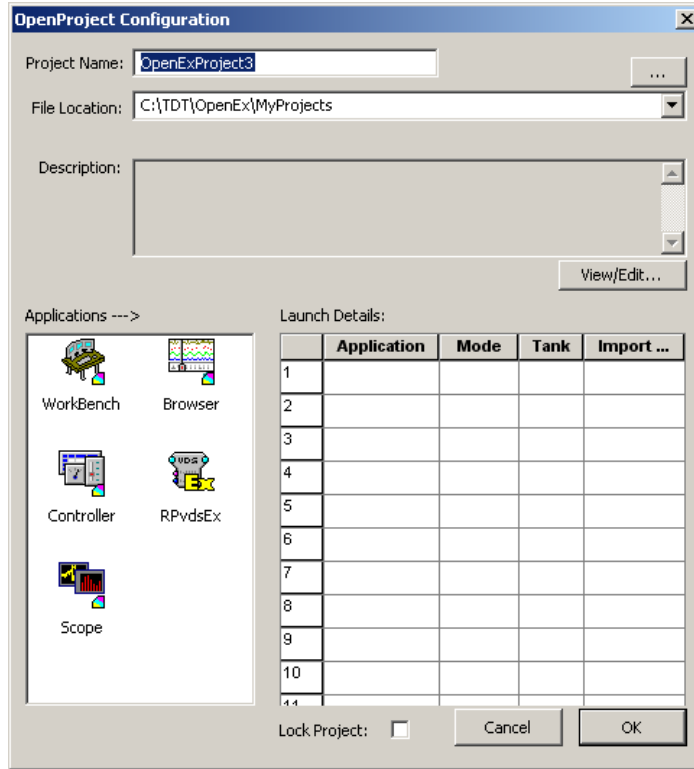 OpenProject Configuration
Project Name: OpenExProject3
...
File Location: C:\TDT\OpenEx\MyProjects
Description:
View/Edit...
Applications --->
WorkBench
Browser
Controller
RPvdsEx
Scope
Launch Details:
Application Mode Tank Import ...
1
2
3
4
5
6
7
8
9
10
11
Lock Project:
Cancel
OK